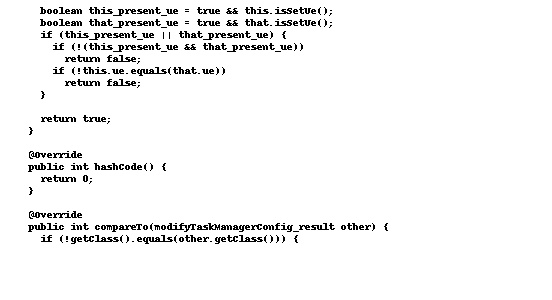 boolean this_present_ue = true && this.isSetUe();
boolean that_present_ue = true && that.isSetUe();
if (this_present_ue || that_present_ue) {
if (!(this_present_ue && that_present_ue))
return false;
if (!this.ue.equals(that.ue))
return false;
}
return true;
}
@Override
public int hashCode() {
return 0;
}
@Override
public int compareTo(modifyTaskManagerConfig_result other) {
if (!getClass().equals(other.getClass())) {